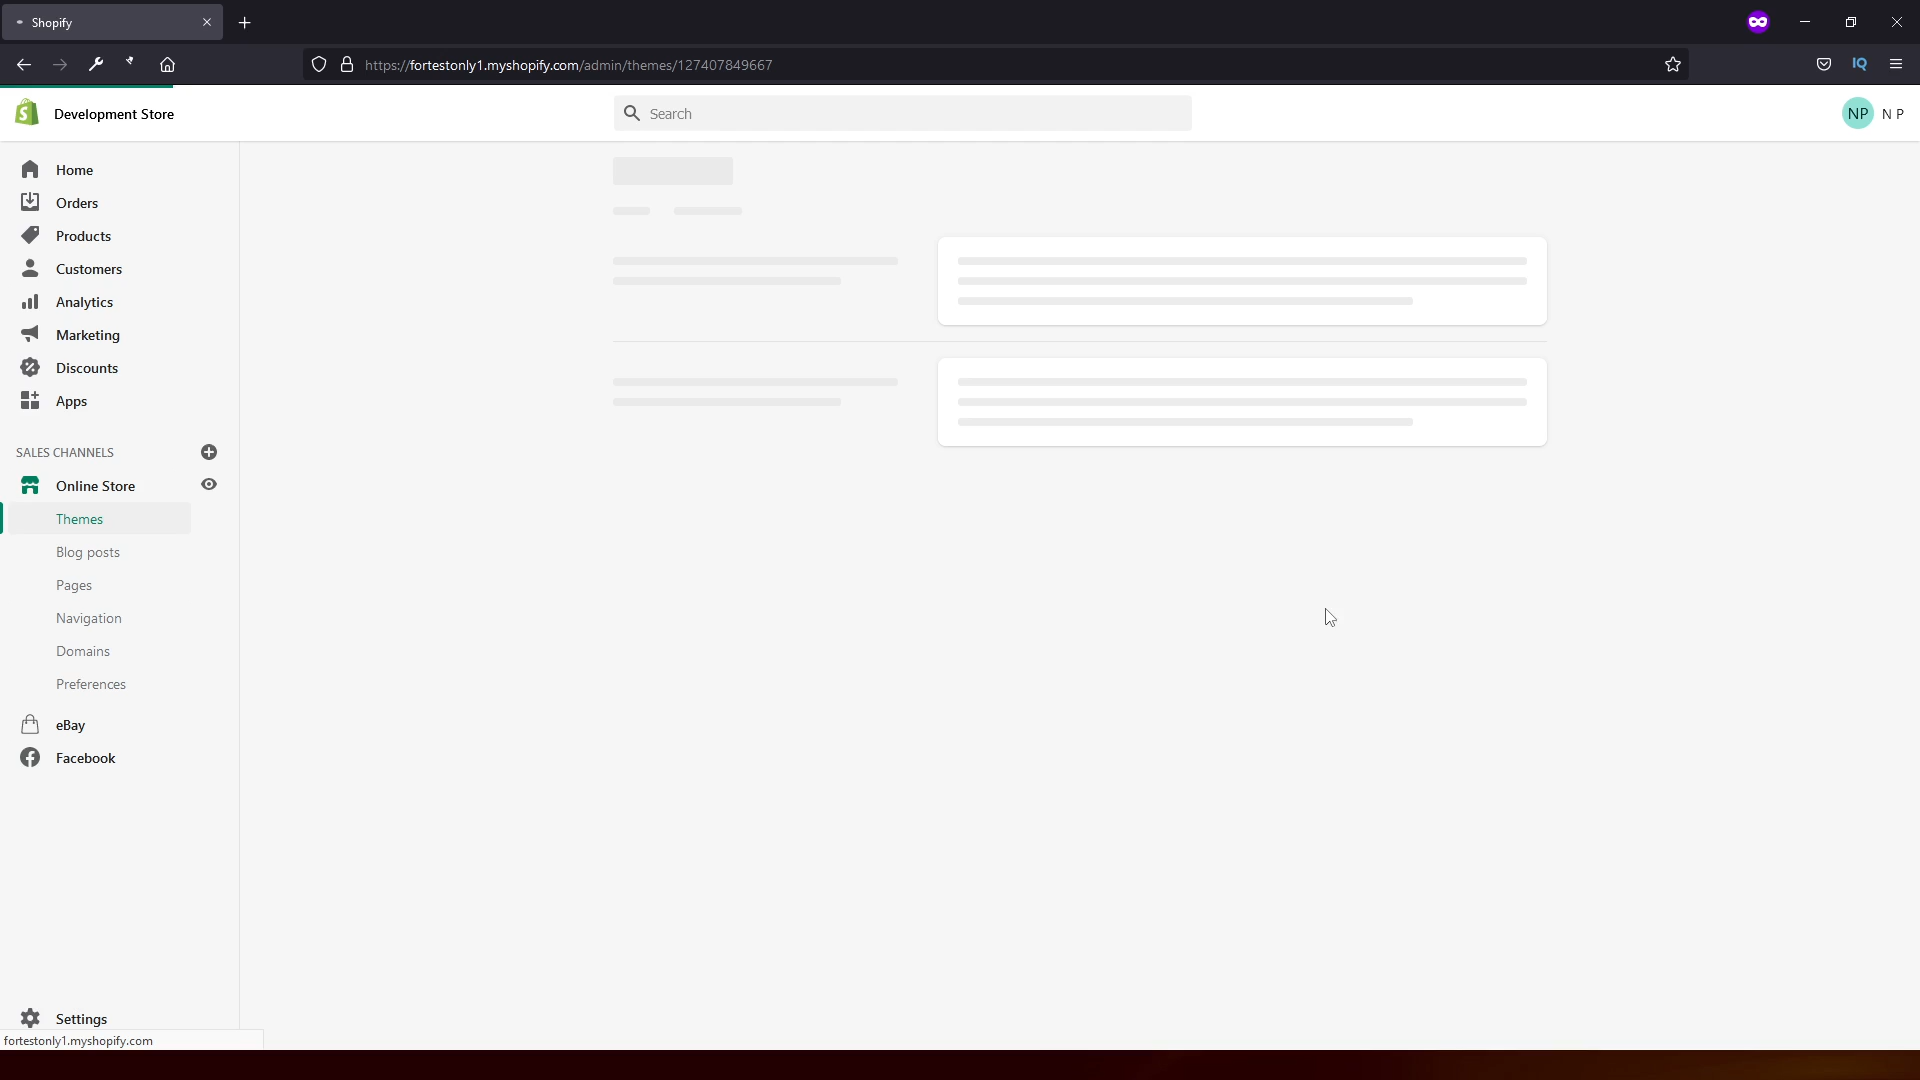 Shopify
https://fortestonly1.myshopify.com/admin/themes/127407849667
IQ
Development Store
Search
NP
N P
Home
Orders
Products
Customers
Analytics
Marketing
Discounts
Apps
SALES CHANNELS
Online Store
Themes
Blog posts
Pages
Navigation
Domains
Preferences
eBay
Facebook
Settings
fortestonly1.myshopify.com